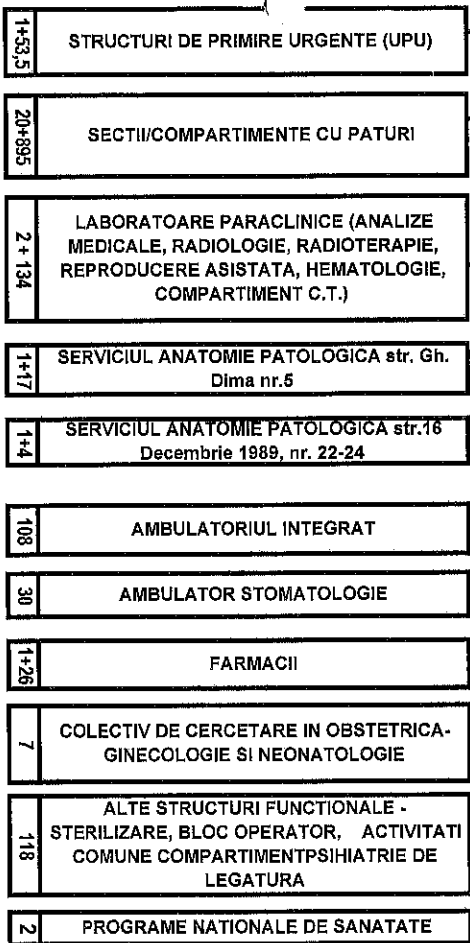 1+53,5
STRUCTURI DE PRIMIRE URGENTE (UPU)
20+895
SECTII/COMPARTIMENTE CU PATURI
2 + 134
LABORATOARE PARACLINICE (ANALIZE
MEDICALE, RADIOLOGIE, RADIOTERAPIE,
REPRODUCERE ASISTATA, HEMATOLOGIE,
COMPARTIMENT C.T.)
1+17
SERVICIUL ANATOMIE PATOLOGICA str. Gh.
Dima nr.5
1+4
SERVICIUL ANATOMIE PATOLOGICA str.16
Decembrie 1989, nr. 22-24
108
AMBULATORIUL INTEGRAT
30
AMBULATOR STOMATOLOGIE
1+26
FARMACII
7
COLECTIV DE CERCETARE IN OBSTETRICA-
GINECOLOGIE SI NEONATOLOGIE
118
ALTE STRUCTURI FUNCTIONALE -
STERILIZARE, BLOC OPERATOR, ACTIVITATI
COMUNE COMPARTIMENTPSIHIATRIE DE
LEGATURA
2
PROGRAME NATIONALE DE SANATATE